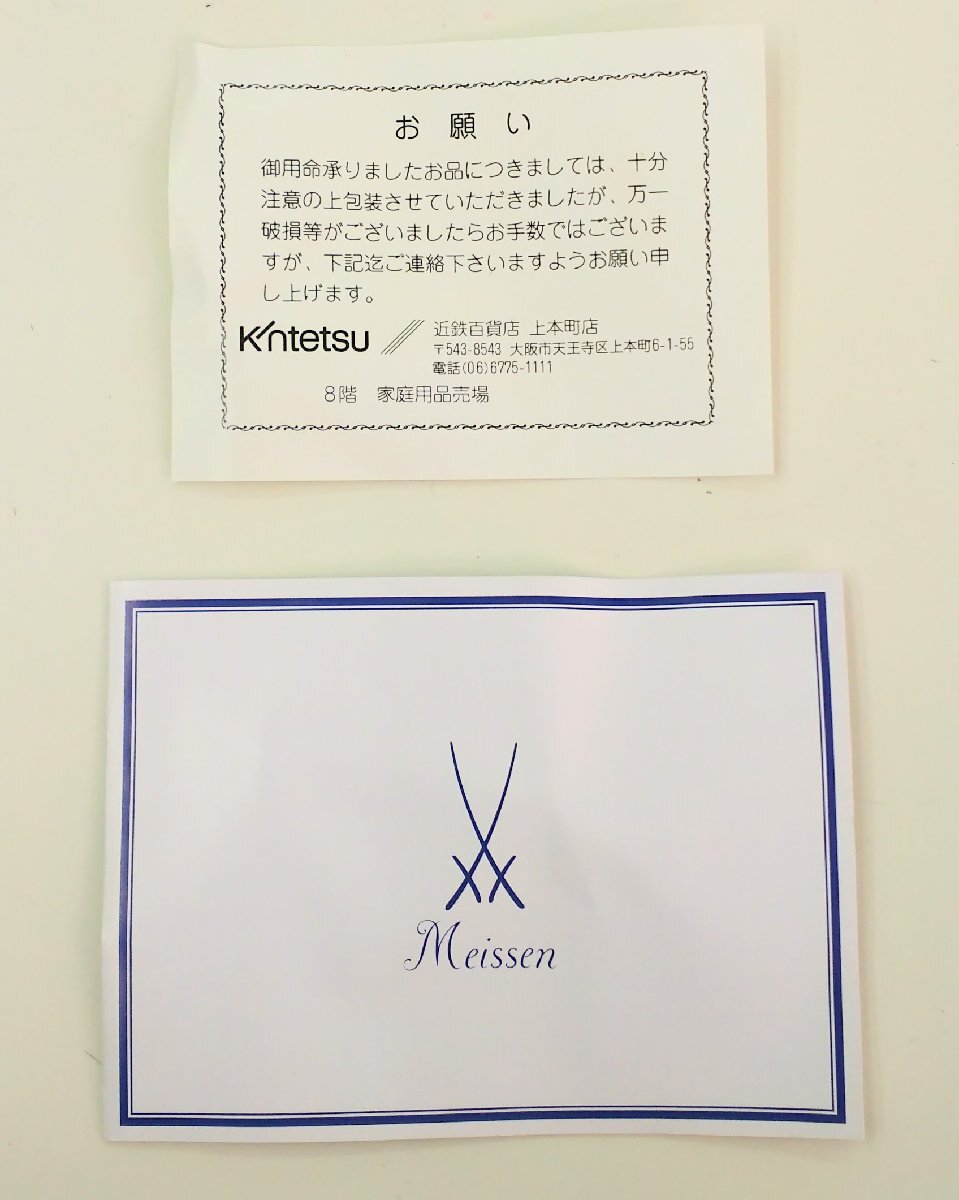 お願い
御用命承りましたお品につきましては、十分
注意の上包装させていただきましたが、万一
破損等がございましたらお手数ではございま
すが、下記迄ご連絡下さいますようお願い申
し上げます。
Kintetsu
近鉄百貨店 上本町店
〒543-8543 大阪市天王寺区上本町6-1-55
電話(06)6775-1111
8階 家庭用品売場
Meissen